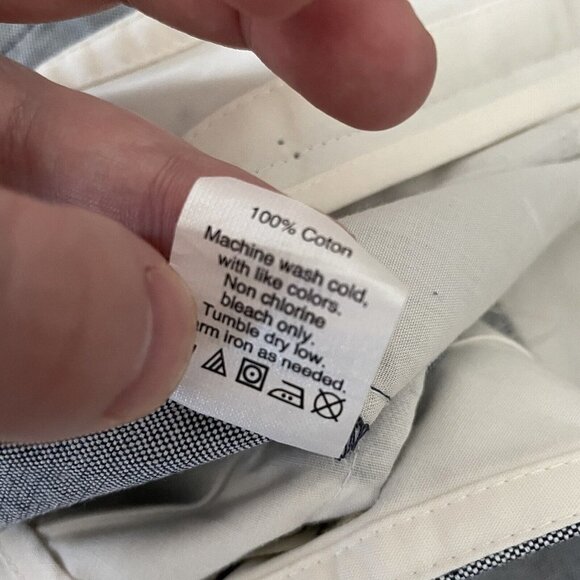 100% Coton
Machine wash cold,
with like colors.
Non chlorine
bleach only.
Tumble dry low.
iron as needed.